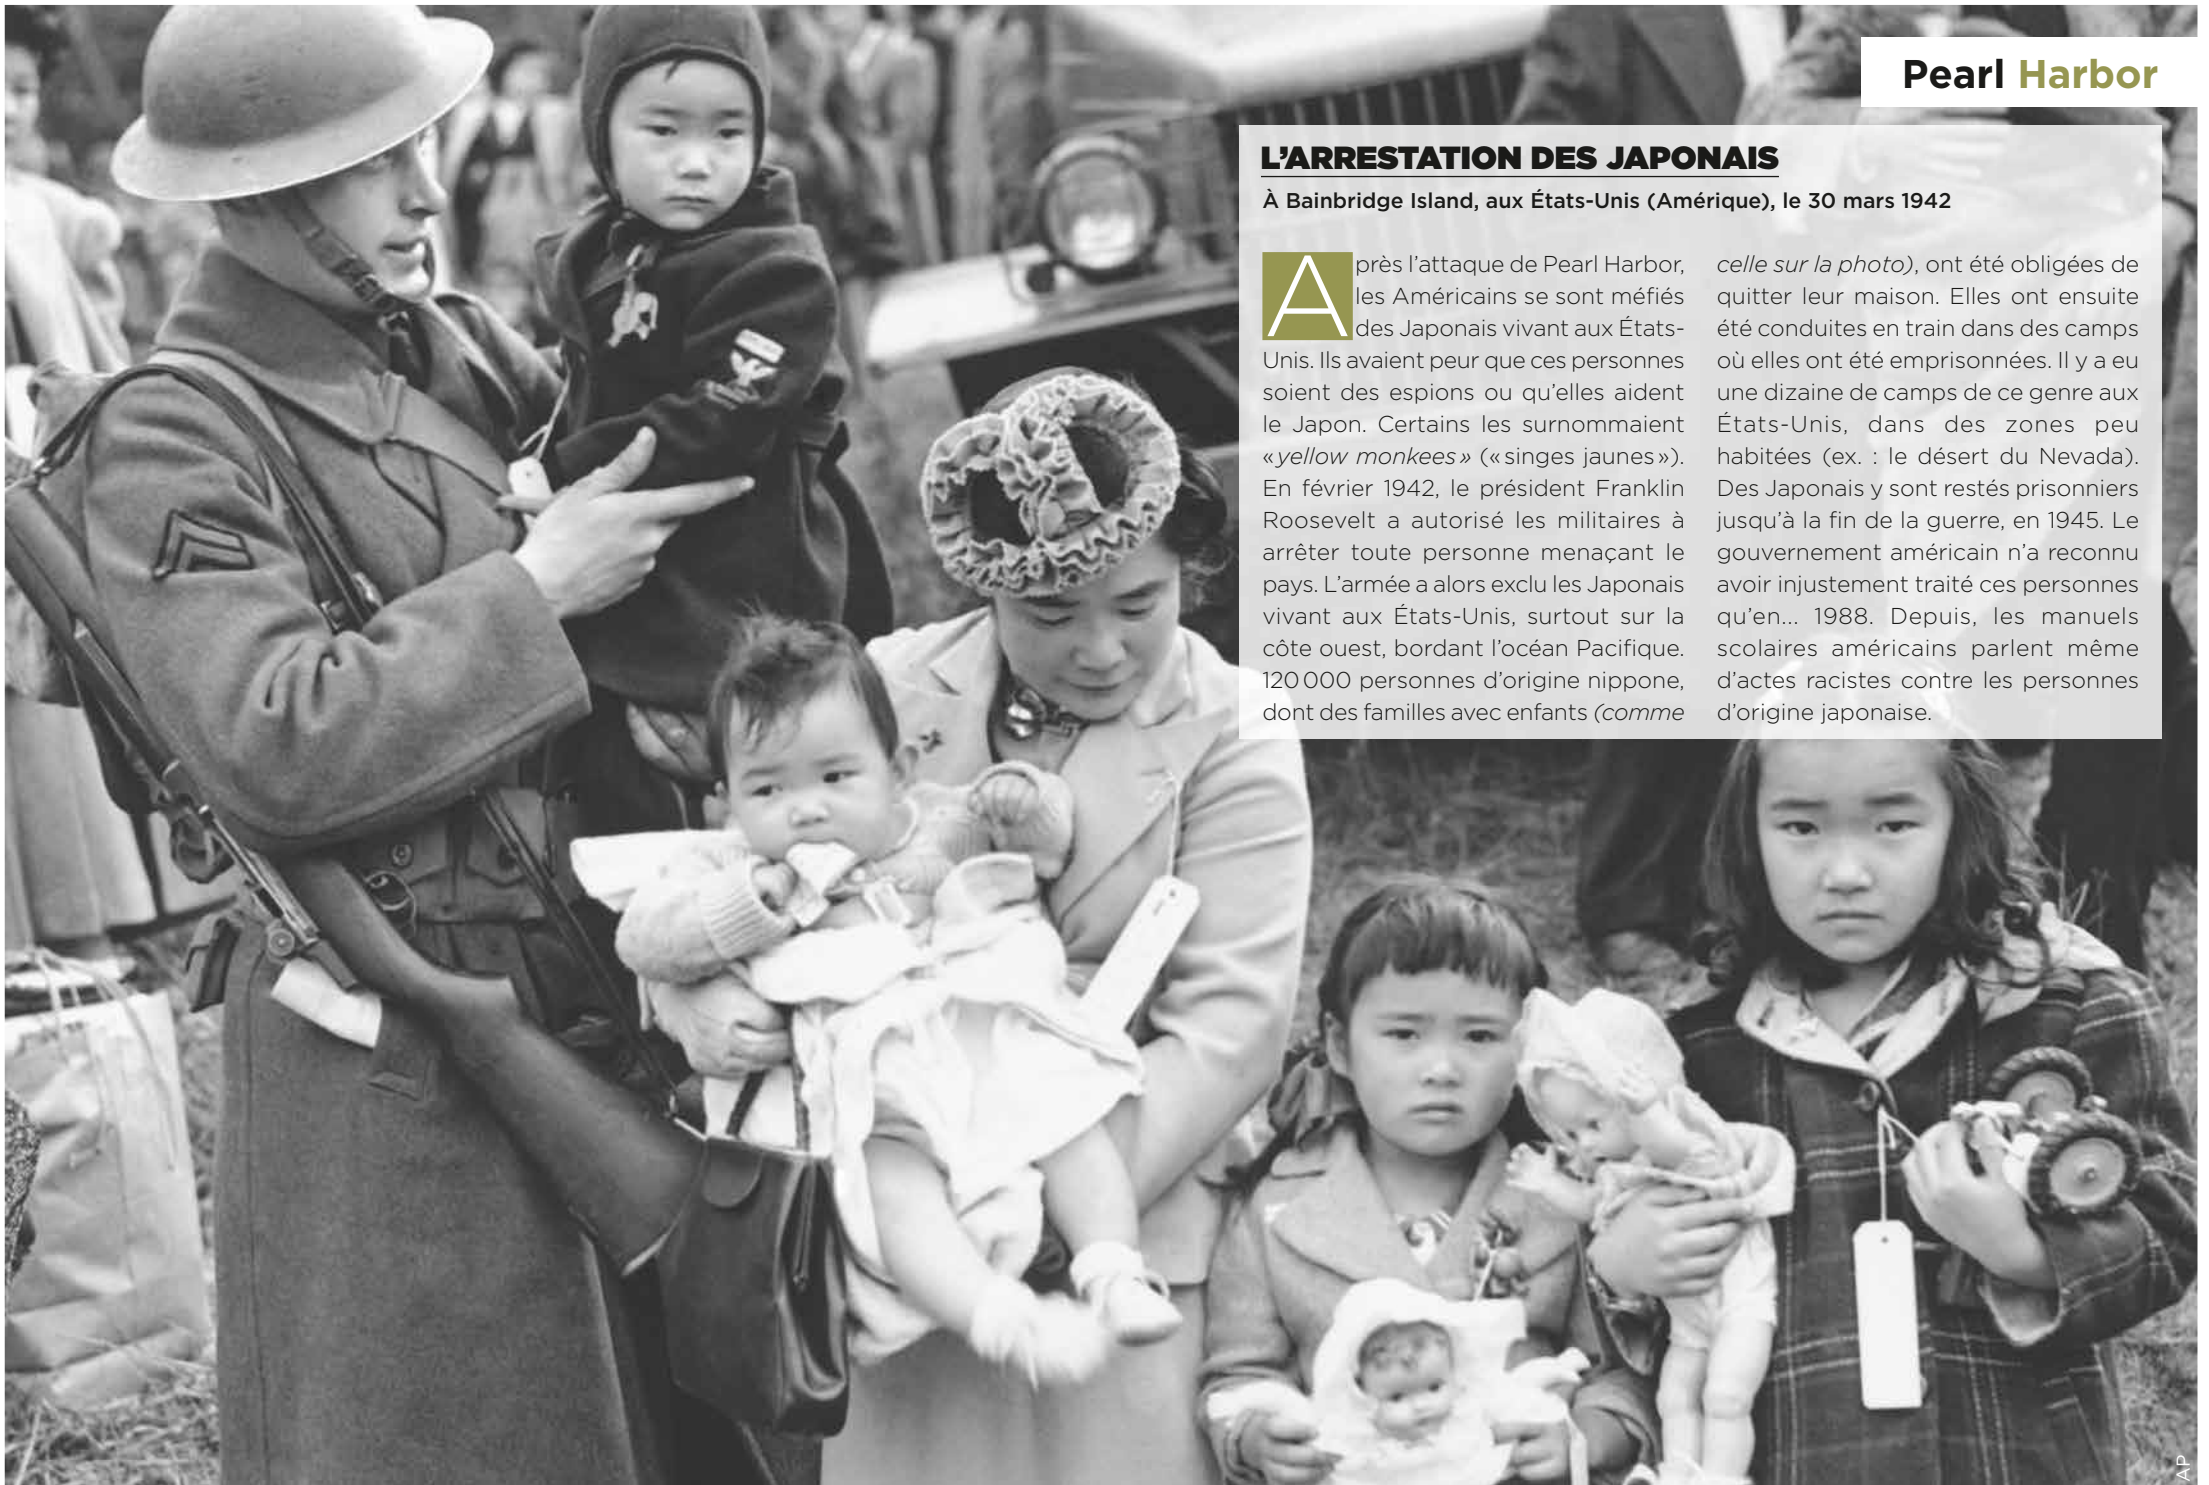 Pearl Harbor
L’ARRESTATION DES JAPONAIS
À Bainbridge Island, aux États-Unis (Amérique), le 30 mars 1942
Après l’attaque de Pearl Harbor,
les Américains se sont méfiés
des Japonais vivant aux États-
Unis. Ils avaient peur que ces personnes
soient des espions ou qu’elles aident
le Japon. Certains les surnommaient
«yellow monkees» («singes jaunes»).
En février 1942, le président Franklin
Roosevelt a autorisé les militaires à
arrêter toute personne menaçant le
pays. L’armée a alors exclu les Japonais
vivant aux États-Unis, surtout sur la
côte ouest, bordant l’océan Pacifique.
120 000 personnes d’origine nippone,
dont des familles avec enfants (comme
celle sur la photo), ont été obligées de
quitter leur maison. Elles ont ensuite
été conduites en train dans des camps
où elles ont été emprisonnées. Il y a eu
une dizaine de camps de ce genre aux
États-Unis, dans des zones peu
habitées (ex. : le désert du Nevada).
Des Japonais y sont restés prisonniers
jusqu’à la fin de la guerre, en 1945. Le
gouvernement américain n’a reconnu
avoir injustement traité ces personnes
qu’en... 1988. Depuis, les manuels
scolaires américains parlent même
d’actes racistes contre les personnes
d’origine japonaise.
AP